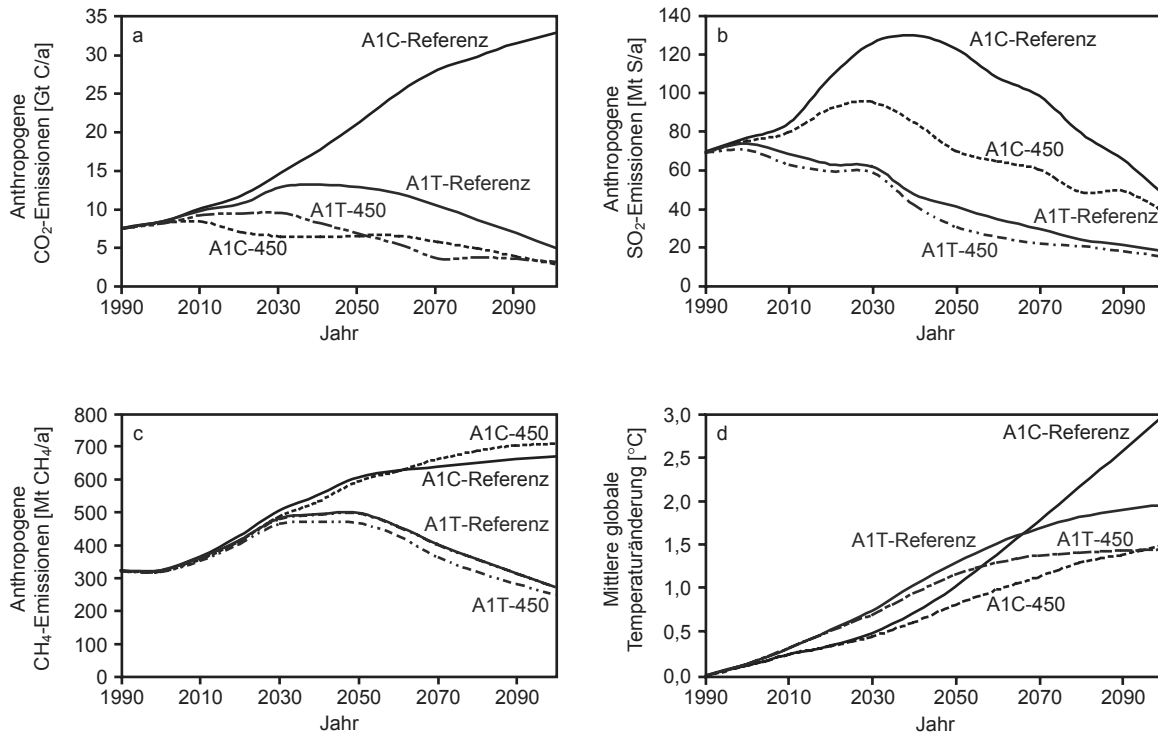 a
Anthropogene
CO₂-Emissionen [Gt C/a]
35
30
25
20
15
10
5
0
A1C-Referenz
A1T-Referenz
A1T-450
A1C-450
1990 2010 2030 2050 2070 2090
Jahr
b
Anthropogene
SO₂-Emissionen [Mt S/a]
140
120
100
80
60
40
20
0
A1C-Referenz
A1C-450
A1T-Referenz
A1T-450
1990 2010 2030 2050 2070 2090
Jahr
c
Anthropogene
CH₄-Emissionen [Mt CH₄/a]
800
700
600
500
400
300
200
100
0
A1C-450
A1C-Referenz
A1T-Referenz
A1T-450
1990 2010 2030 2050 2070 2090
Jahr
d
Mittlere globale
Temperaturänderung [°C]
3,0
2,5
2,0
1,5
1,0
0,5
0,0
A1C-Referenz
A1T-Referenz
A1T-450
A1C-450
1990 2010 2030 2050 2070 2090
Jahr